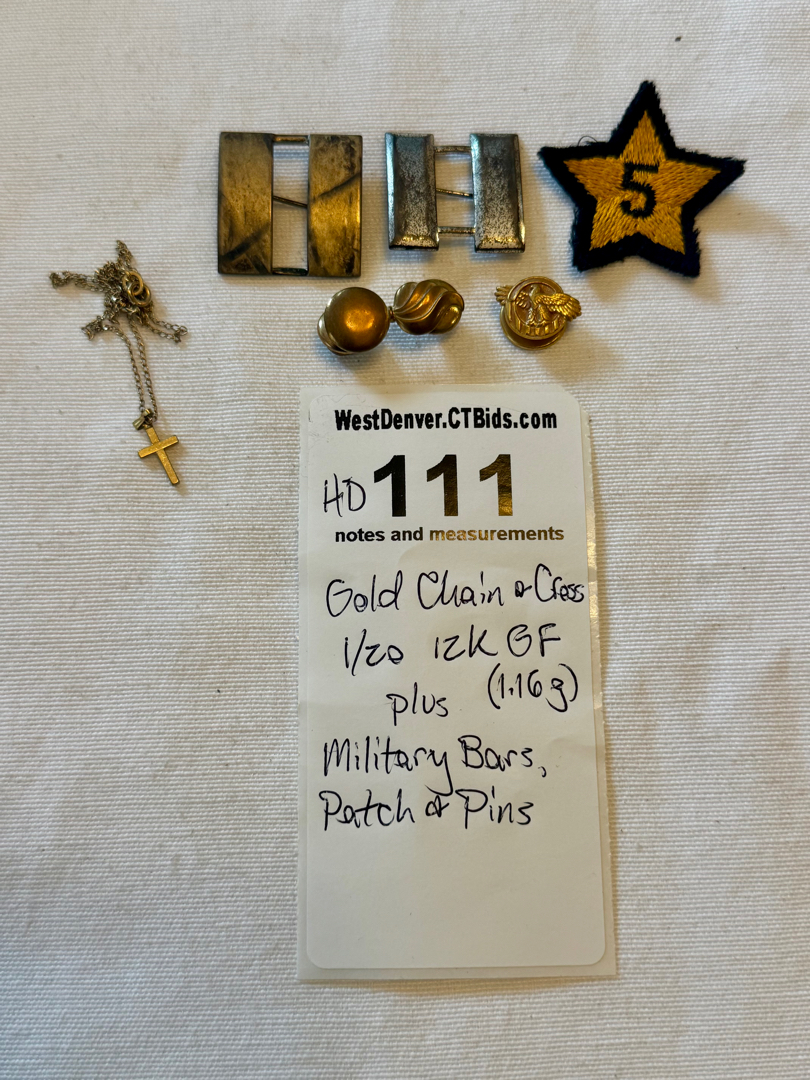 5
WestDenver.CTBids.com
HD 111
notes and measurements
Gold Chain & Cross
1/20 12K GF
plus (1.16 g)
Military Bars,
Patch & Pins